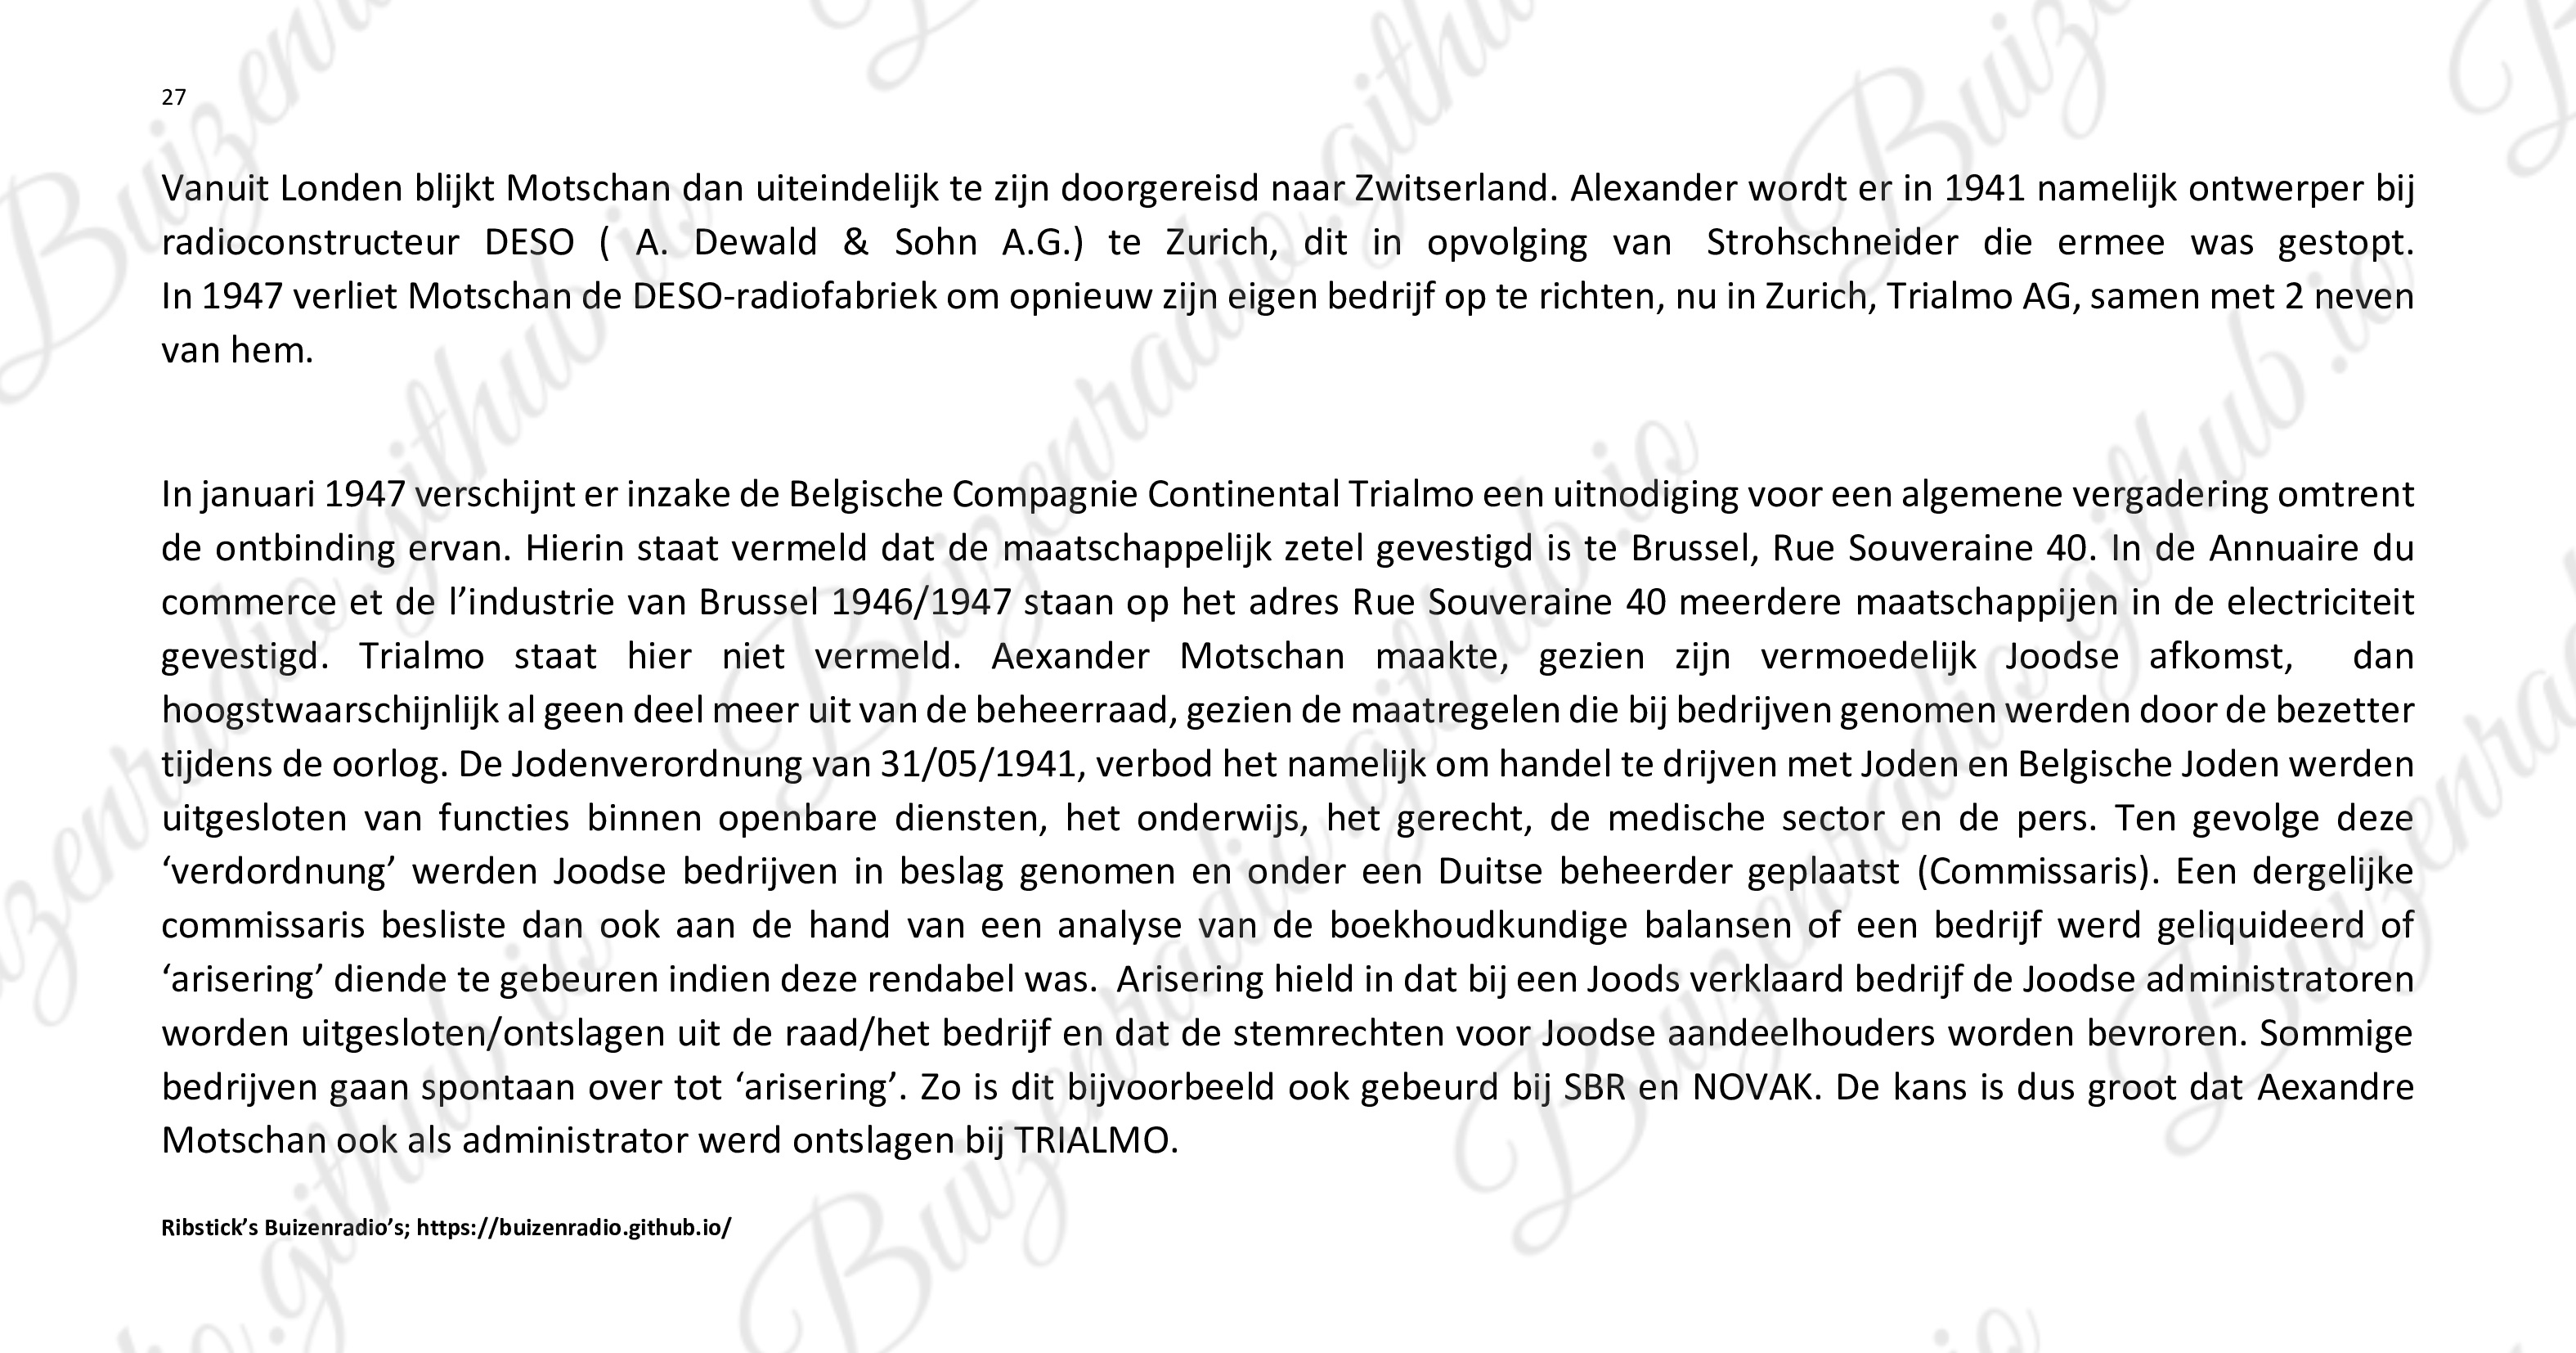 27
Vanuit Londen blijkt Motschan dan uiteindelijk te zijn doorgereisd naar Zwitserland. Alexander wordt er in 1941 namelijk ontwerper bij
radioconstructeur DESO ( A. Dewald & Sohn A.G.) te Zurich, dit in opvolging van Strohschneider die ermee was gestopt.
In 1947 verliet Motschan de DESO-radiofabriek om opnieuw zijn eigen bedrijf op te richten, nu in Zurich, Trialmo AG, samen met 2 neven
van hem.
In januari 1947 verschijnt er inzake de Belgische Compagnie Continental Trialmo een uitnodiging voor een algemene vergadering omtrent
de ontbinding ervan. Hierin staat vermeld dat de maatschappelijk zetel gevestigd is te Brussel, Rue Souveraine 40. In de Annuaire du
commerce et de l’industrie van Brussel 1946/1947 staan op het adres Rue Souveraine 40 meerdere maatschappijen in de electriciteit
gevestigd. Trialmo staat hier niet vermeld. Aexander Motschan maakte, gezien zijn vermoedelijk Joodse afkomst, dan
hoogstwaarschijnlijk al geen deel meer uit van de beheerraad, gezien de maatregelen die bij bedrijven genomen werden door de bezetter
tijdens de oorlog. De Jodenverordnung van 31/05/1941, verbod het namelijk om handel te drijven met Joden en Belgische Joden werden
uitgesloten van functies binnen openbare diensten, het onderwijs, het gerecht, de medische sector en de pers. Ten gevolge deze
‘verdordnung’ werden Joodse bedrijven in beslag genomen en onder een Duitse beheerder geplaatst (Commissaris). Een dergelijke
commissaris besliste dan ook aan de hand van een analyse van de boekhoudkundige balansen of een bedrijf werd geliquideerd of
‘arisering’ diende te gebeuren indien deze rendabel was. Arisering hield in dat bij een Joods verklaard bedrijf de Joodse administratoren
worden uitgesloten/ontslagen uit de raad/het bedrijf en dat de stemrechten voor Joodse aandeelhouders worden bevroren. Sommige
bedrijven gaan spontaan over tot ‘arisering’. Zo is dit bijvoorbeeld ook gebeurd bij SBR en NOVAK. De kans is dus groot dat Aexandre
Motschan ook als administrator werd ontslagen bij TRIALMO.
Ribstick’s Buizenradio’s; https://buizenradio.github.io/